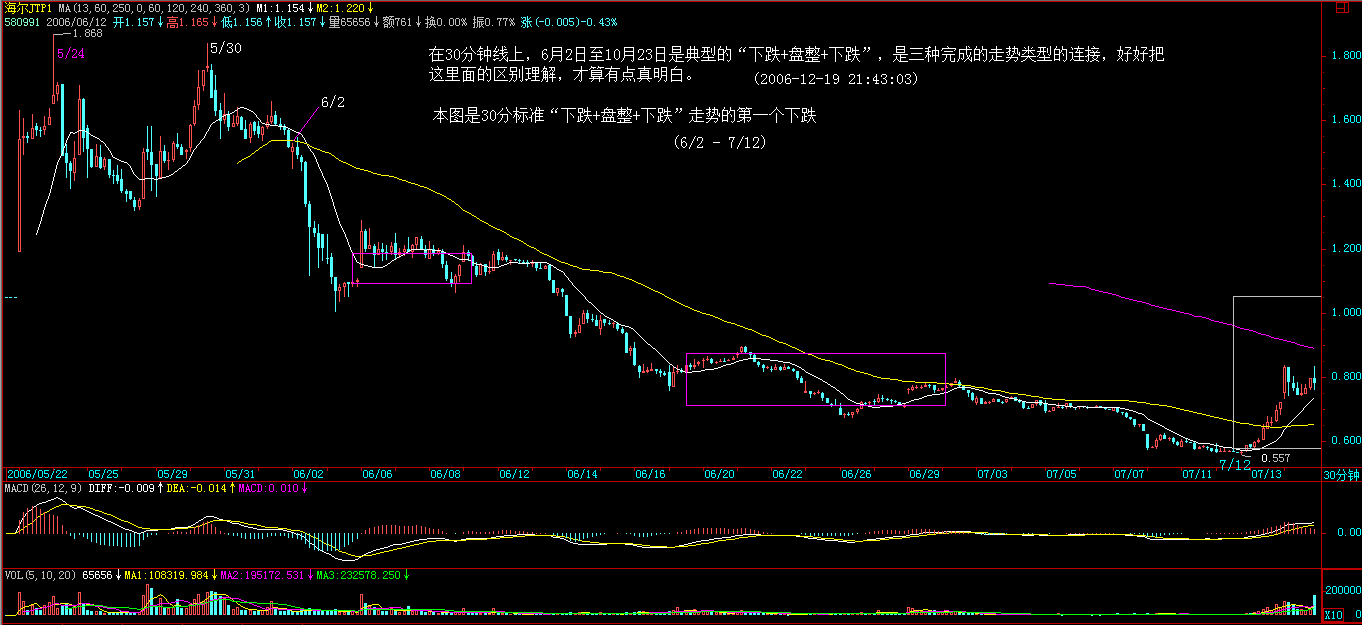 海尔JTP1 MA(13,60,250,0,60,120,240,360,3) M1:1.154↓M2:1.220↓
580991 2006/06/12 开1.157↓高1.165↓低1.156↑收1.157↓量65656↓额761↓换0.00% 振0.77% 涨(-0.005)-0.43%
1.868
5/24
5/30
6/2
在30分钟线上，6月2日至10月23日是典型的“下跌+盘整+下跌”，是三种完成的走势类型的连接，好好把
这里面的区别理解，才算有点真明白。 (2006-12-19 21:43:03)
本图是30分标准“下跌+盘整+下跌”走势的第一个下跌
(6/2 - 7/12)
1.800
1.600
1.400
1.200
1.000
0.800
0.600
7/12
0.557
2006/05/22 05/25 05/29 05/31 06/02 06/06 06/08 06/12 06/14 06/16 06/20 06/22 06/26 06/29 07/03 07/05 07/07 07/11 07/13 30分钟
MACD(26,12,9) DIFF:-0.009↑DEA:-0.014↑MACD:0.010↓
0.00
VOL(5,10,20) 65656↓MA1:108319.984↓MA2:195172.531↓MA3:232578.250↓
200000
X10 0